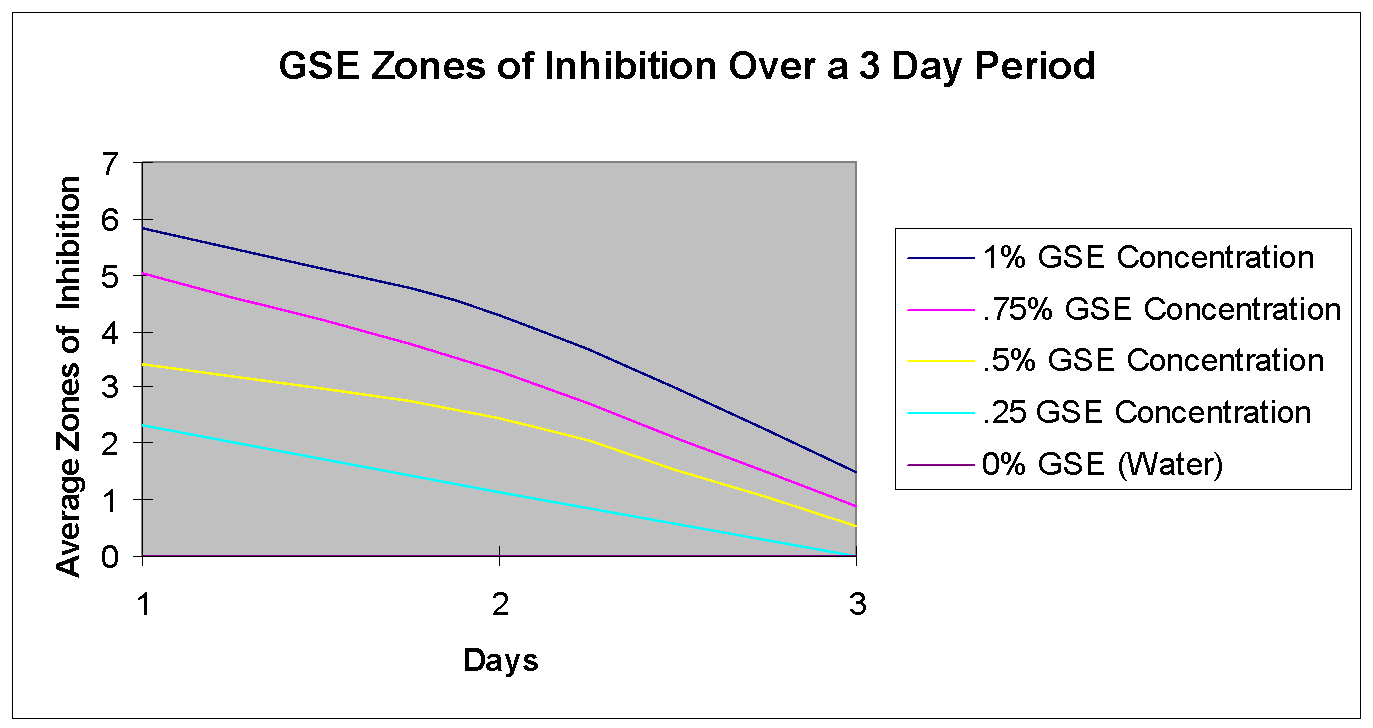 GSE Zones of Inhibition Over a 3 Day Period
Average Zones of Inhibition
7
6
5
4
3
2
1
0
1 2 3
Days
1% GSE Concentration
.75% GSE Concentration
.5% GSE Concentration
.25 GSE Concentration
0% GSE (Water)